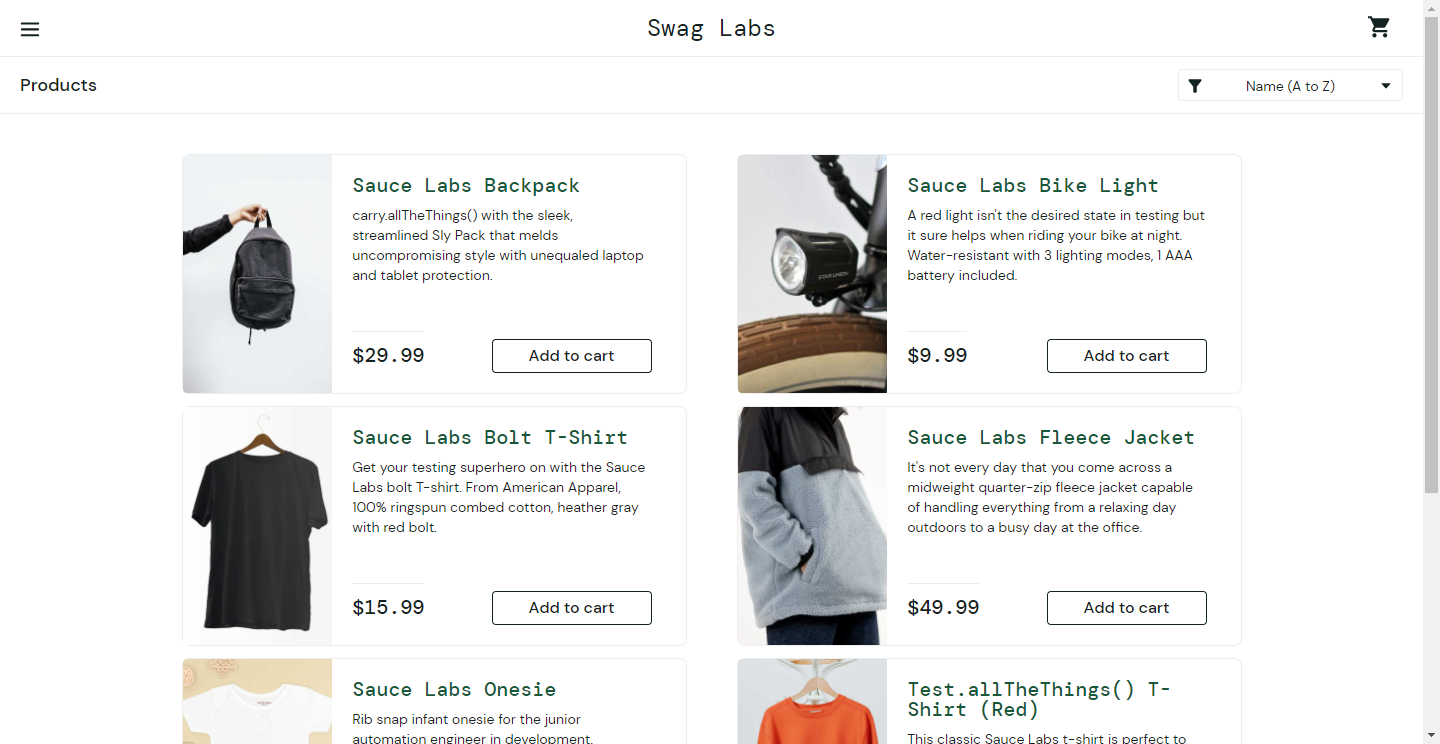 Swag Labs
Products
Name (A to Z)
Sauce Labs Backpack
carry.allTheThings() with the sleek,
streamlined Sly Pack that melds
uncompromising style with unequaled laptop
and tablet protection.
$29.99
Add to cart
Sauce Labs Bike Light
A red light isn't the desired state in testing but
it sure helps when riding your bike at night.
Water-resistant with 3 lighting modes, 1 AAA
battery included.
STAR UNION
$9.99
Add to cart
Sauce Labs Bolt T-Shirt
Get your testing superhero on with the Sauce
Labs bolt T-shirt. From American Apparel,
100% ringspun combed cotton, heather gray
with red bolt.
$15.99
Add to cart
Sauce Labs Fleece Jacket
It's not every day that you come across a
midweight quarter-zip fleece jacket capable
of handling everything from a relaxing day
outdoors to a busy day at the office.
$49.99
Add to cart
Sauce Labs Onesie
Rib snap infant onesie for the junior
automation engineer in development.
Test.allTheThings() T-
Shirt (Red)
This classic Sauce Labs t-shirt is perfect to